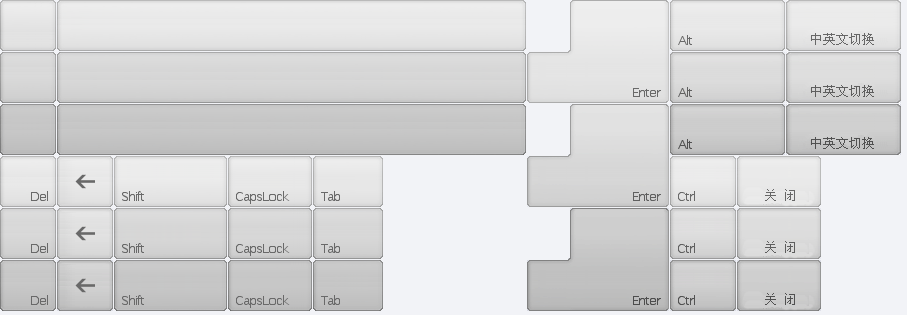 Alt 中英文切换
Enter Alt 中英文切换
Alt 中英文切换
Del ← Shift CapsLock Tab Enter Ctrl 关 闭
Del ← Shift CapsLock Tab Ctrl 关 闭
Del ← Shift CapsLock Tab Enter Ctrl 关 闭